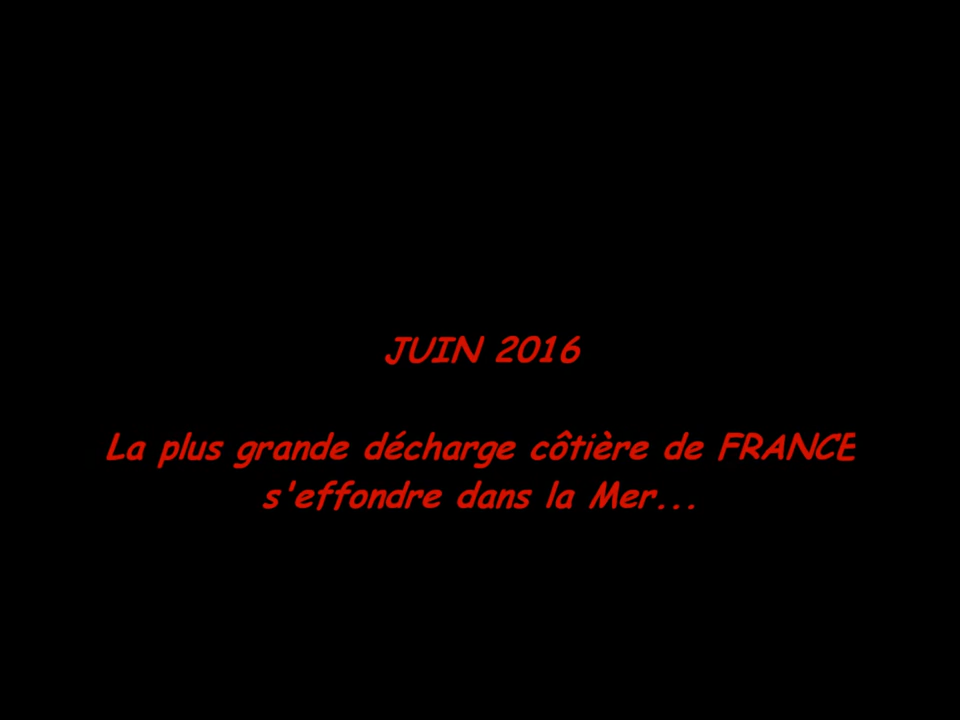 JUIN 2016
La plus grande décharge côtière de FRANCE
s'effondre dans la Mer...